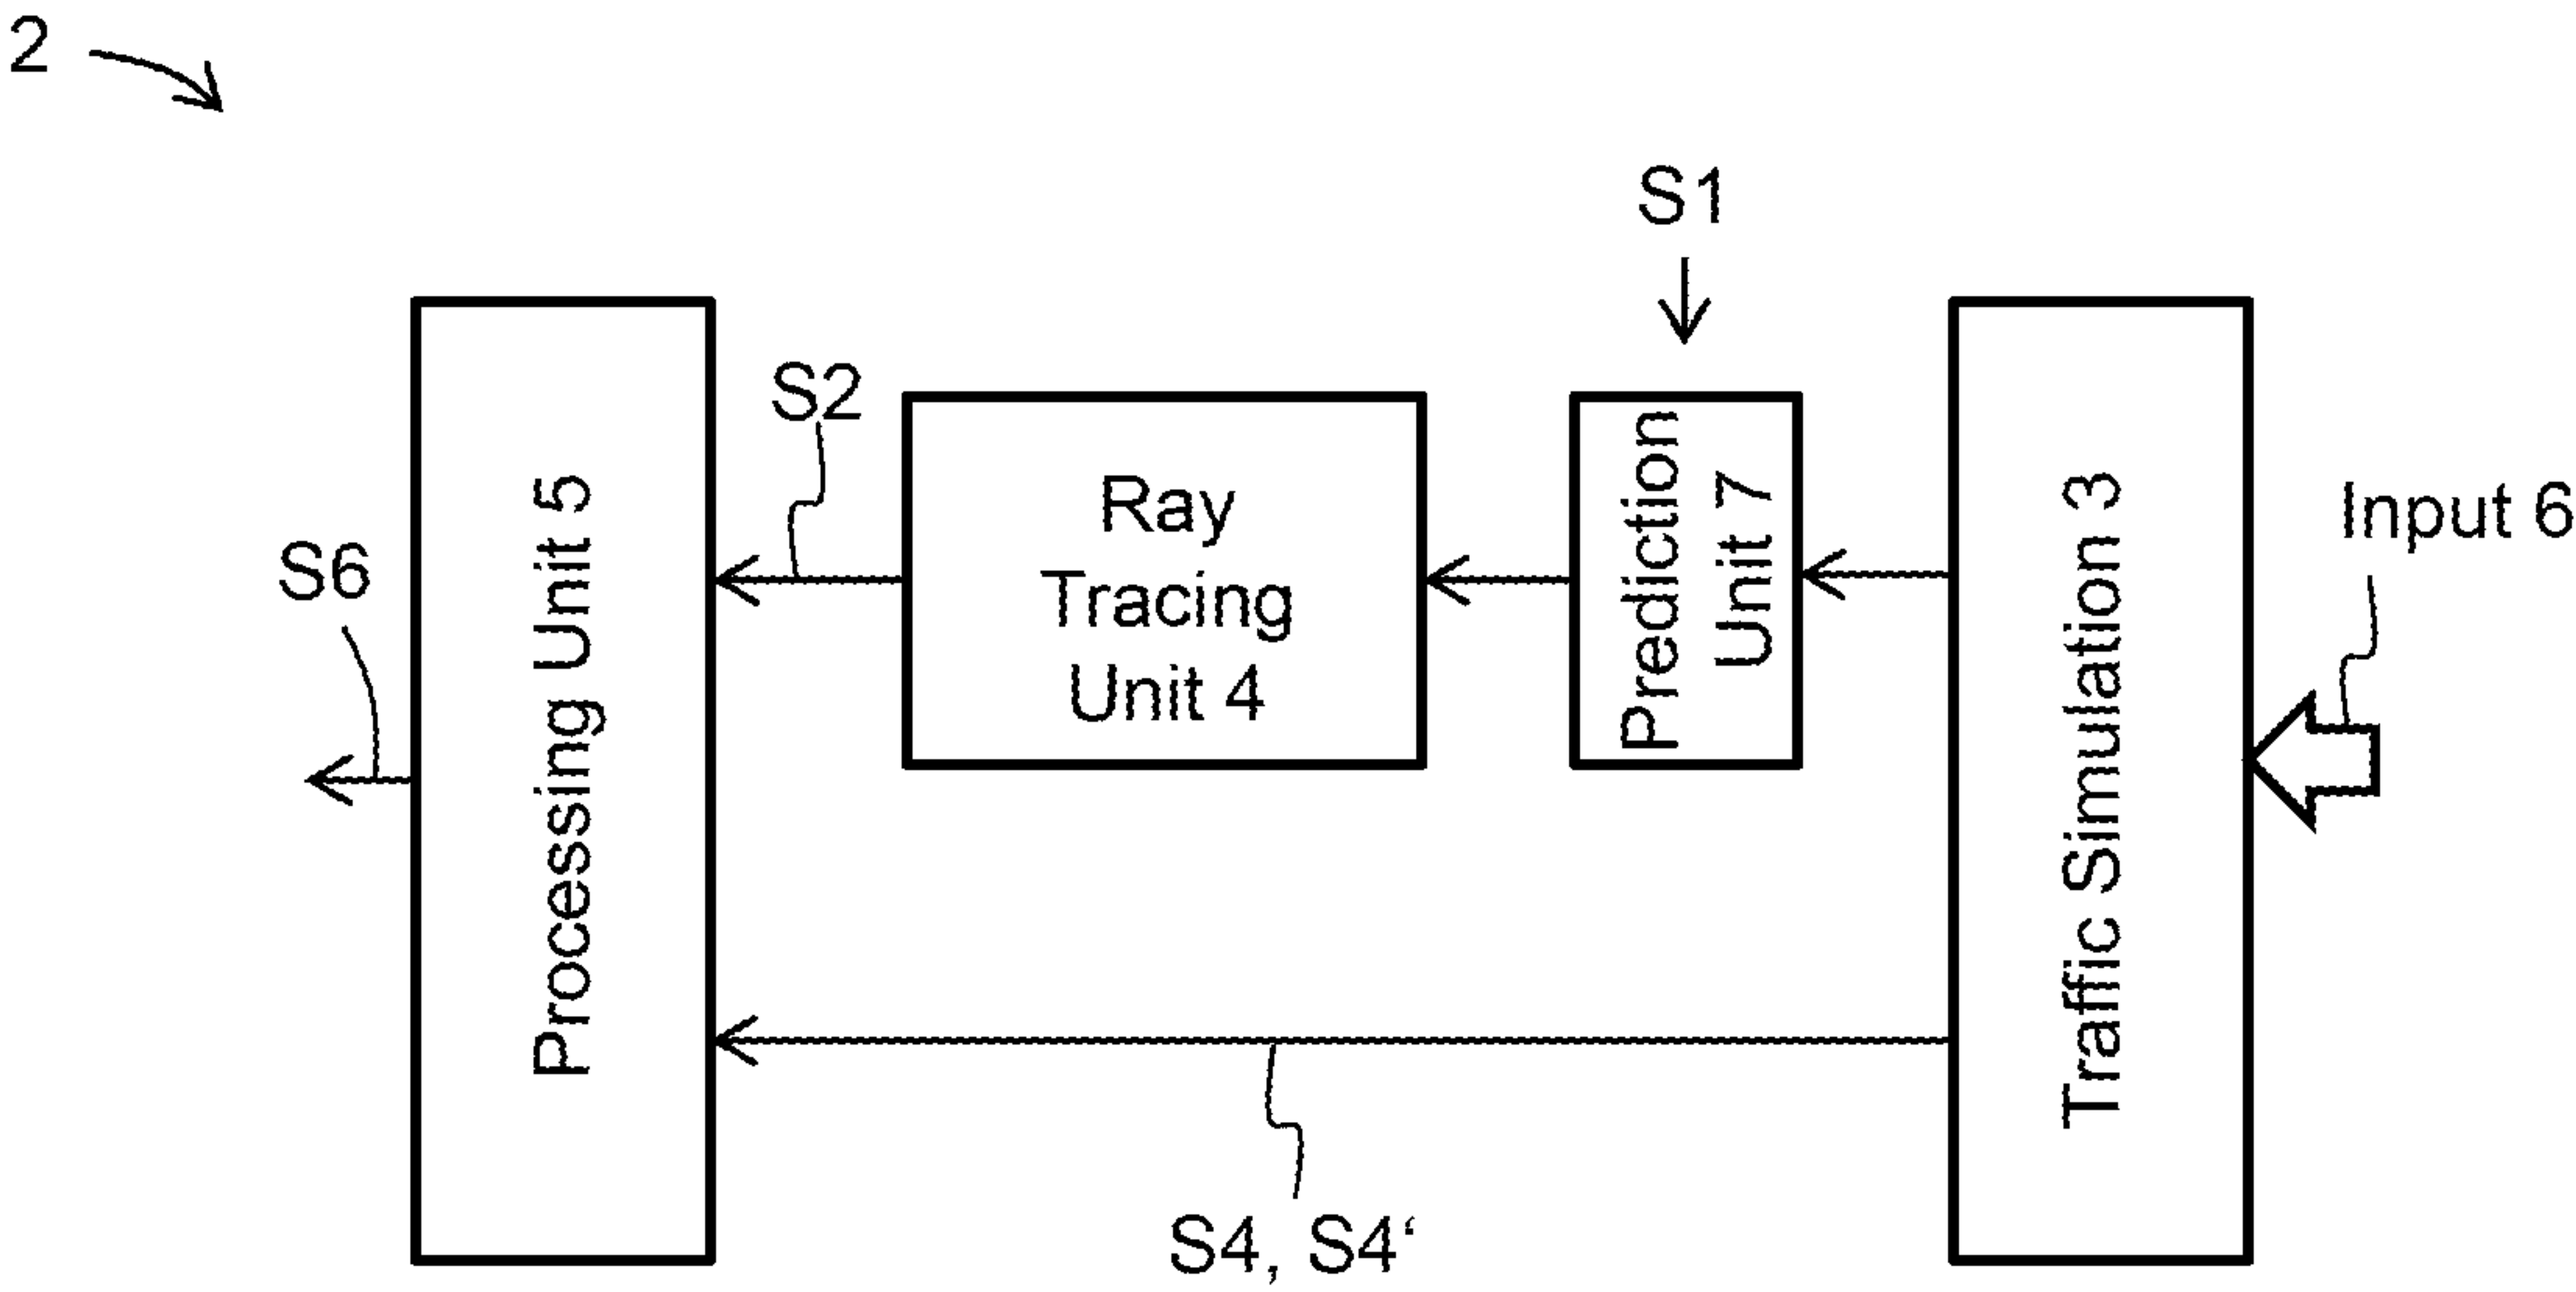 2
S1
S2
S6
Processing Unit 5
Ray
Tracing
Unit 4
Prediction
Unit 7
Traffic Simulation 3
Input 6
S4, S4‘